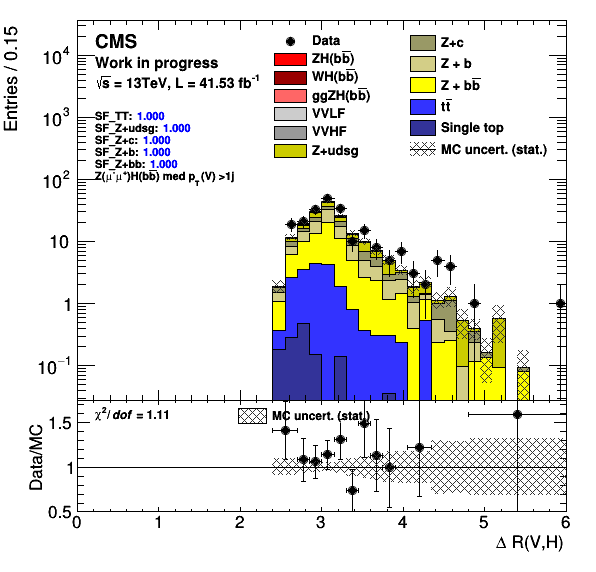 CMS
Work in progress
√s = 13TeV, L = 41.53 fb⁻¹
SF_TT: 1.000
SF_Z+udsg: 1.000
SF_Z+c: 1.000
SF_Z+b: 1.000
SF_Z+bb: 1.000
Z(μ⁻μ⁺)H(bb̅) med p_T(V) >1j
Data
ZH(bb̅)
WH(bb̅)
ggZH(bb̅)
VVLF
VVHF
Z+udsg
Z+c
Z + b
Z + bb̅
tt̅
Single top
MC uncert. (stat.)
Entries / 0.15
10⁴
10³
10²
10
1
10⁻¹
χ²/dof = 1.11
MC uncert. (stat.)
Data/MC
1.5
1
0.5
0 1 2 3 4 5 6
Δ R(V,H)